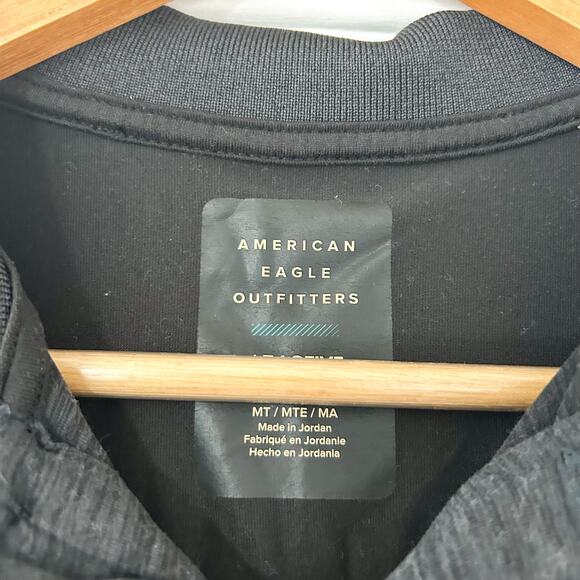 AMERICAN
EAGLE
OUTFITTERS
MT / MTE / MA
Made in Jordan
Fabriqué en Jordanie
Hecho en Jordania